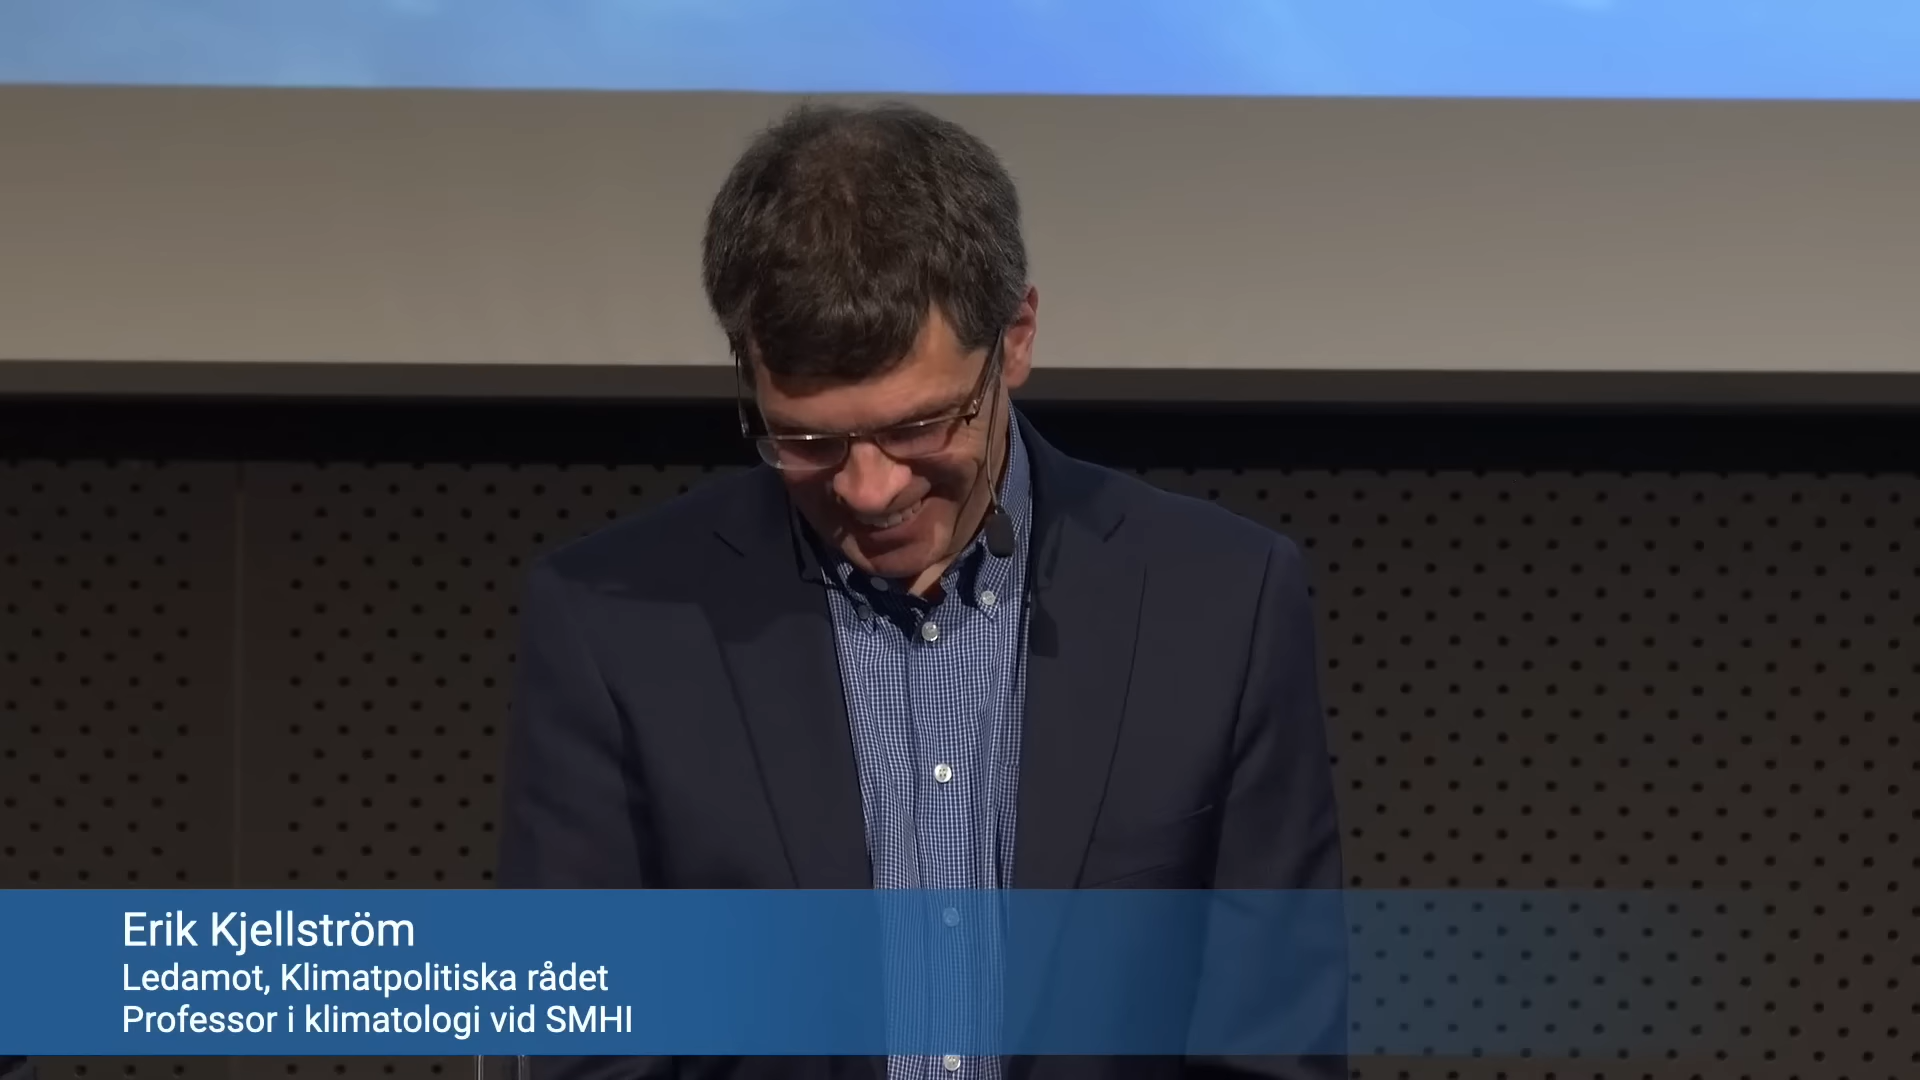 Erik Kjellström
Ledamot, Klimatpolitiska rådet
Professor i klimatologi vid SMHI